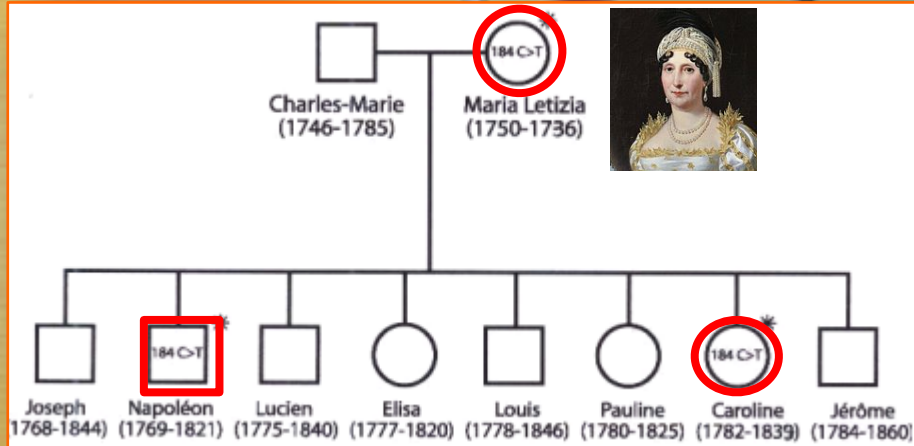 184 C>T
Charles-Marie
(1746-1785)
Maria Letizia
(1750-1736)
184 C>T
184 C>T
Joseph
(1768-1844)
Napoléon
(1769-1821)
Lucien
(1775-1840)
Elisa
(1777-1820)
Louis
(1778-1846)
Pauline
(1780-1825)
Caroline
(1782-1839)
Jérôme
(1784-1860)